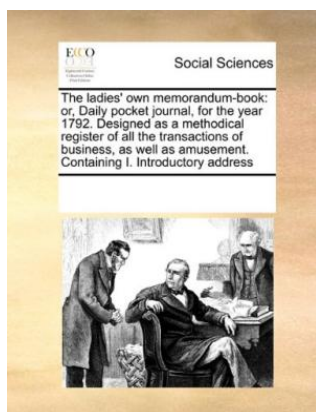 ECCO
Social Sciences
The ladies' own memorandum-book:
or, Daily pocket journal, for the year
1792. Designed as a methodical
register of all the transactions of
business, as well as amusement.
Containing I. Introductory address